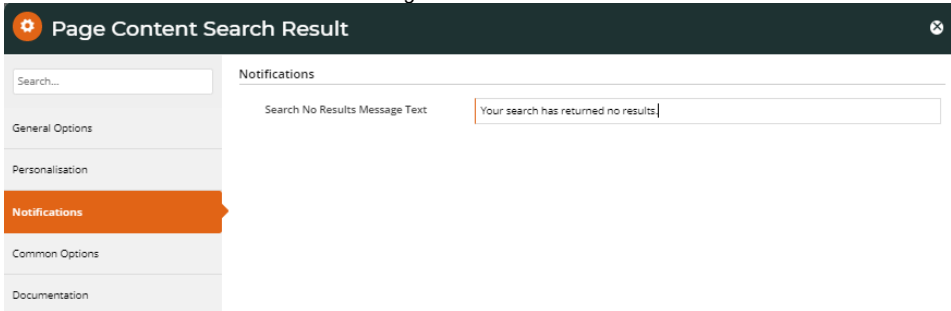 Page Content Search Result
Search...
Notifications
Search No Results Message Text
Your search has returned no results.
General Options
Personalisation
Notifications
Common Options
Documentation